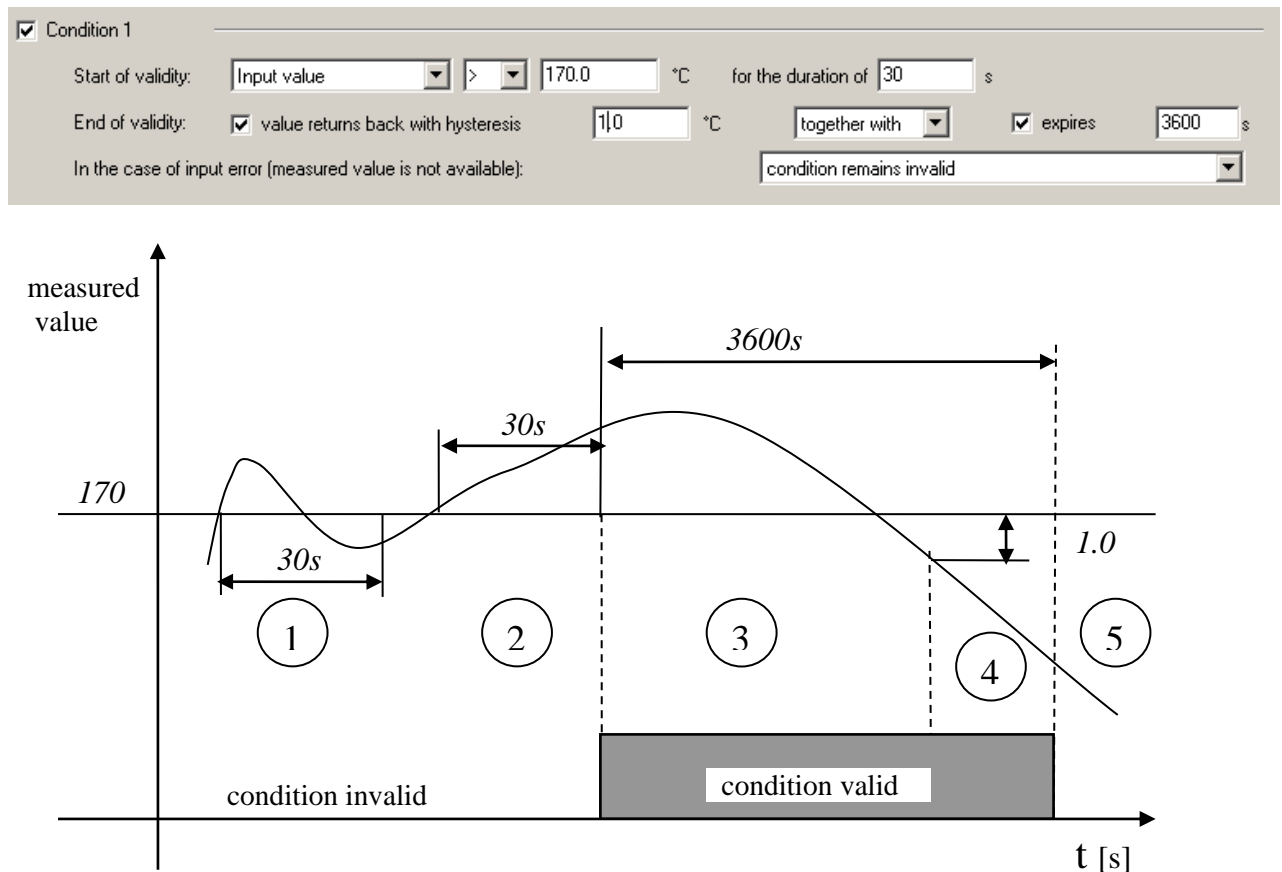 Condition 1
Start of validity: Input value > 170.0 °C for the duration of 30 s
End of validity: value returns back with hysteresis 1.0 °C together with expires 3600 s
In the case of input error (measured value is not available): condition remains invalid
measured
value
3600s
30s
170
1.0
30s
1
2
3
4
5
condition invalid
condition valid
t [s]